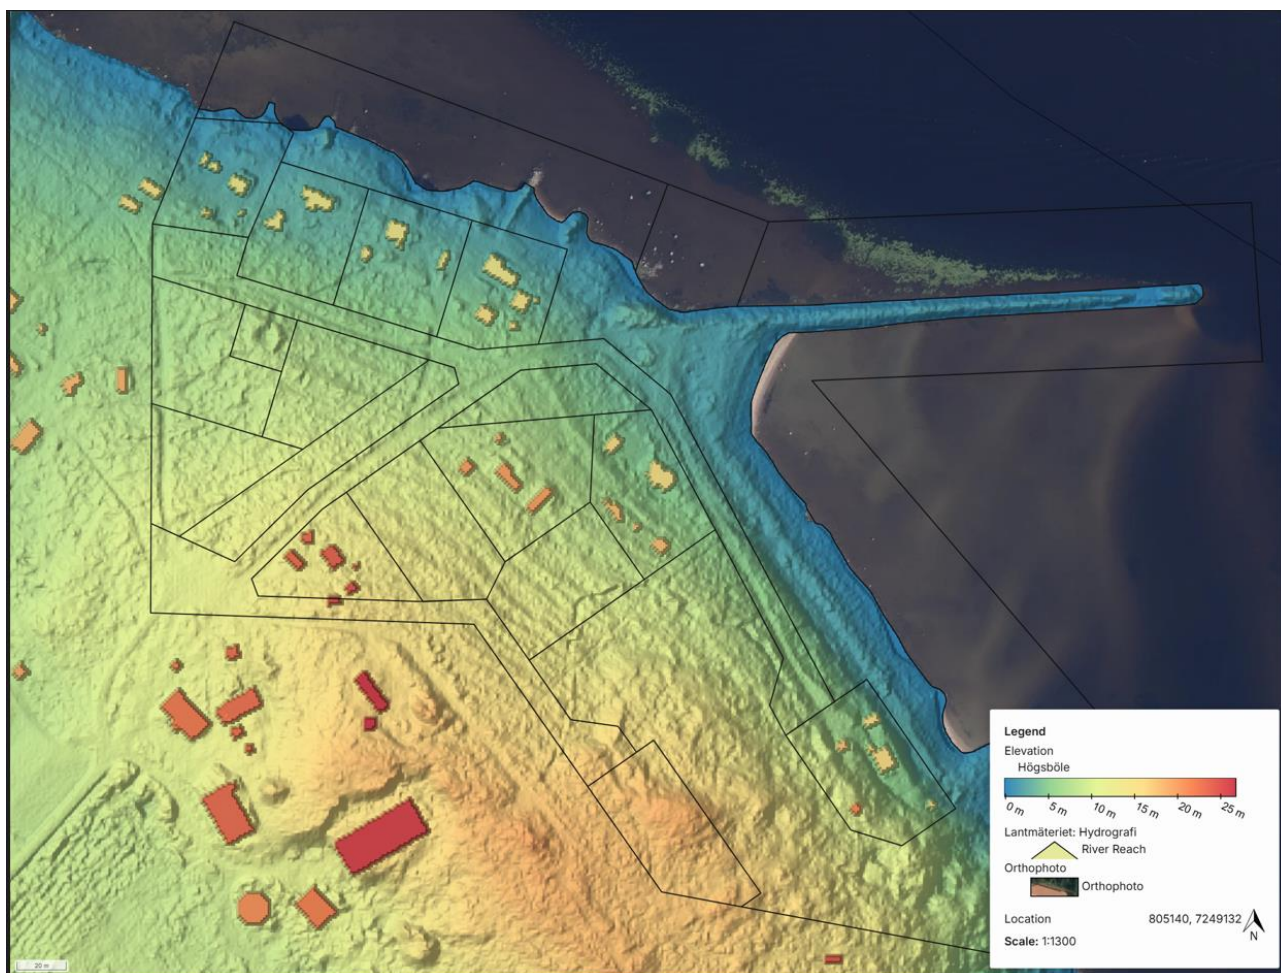 Legend
Elevation
Högsböle
0 m 5 m 10 m 15 m 20 m 25 m
Lantmäteriet: Hydrografi
River Reach
Orthophoto
Orthophoto
Location 805140, 7249132
N
Scale: 1:1300
20 m